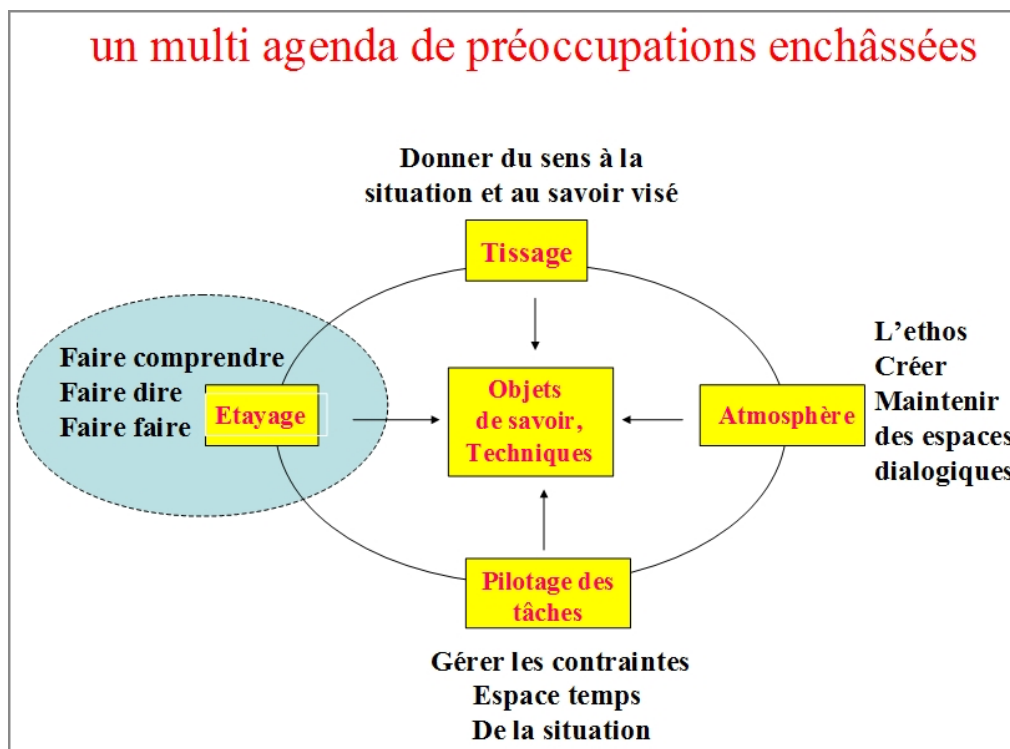 un multi agenda de préoccupations enchâssées
Donner du sens à la
situation et au savoir visé
Tissage
Faire comprendre
Faire dire
Faire faire
Etayage
Objets
de savoir,
Techniques
Atmosphère
L'ethos
Créer
Maintenir
des espaces
dialogiques
Pilotage des
tâches
Gérer les contraintes
Espace temps
De la situation